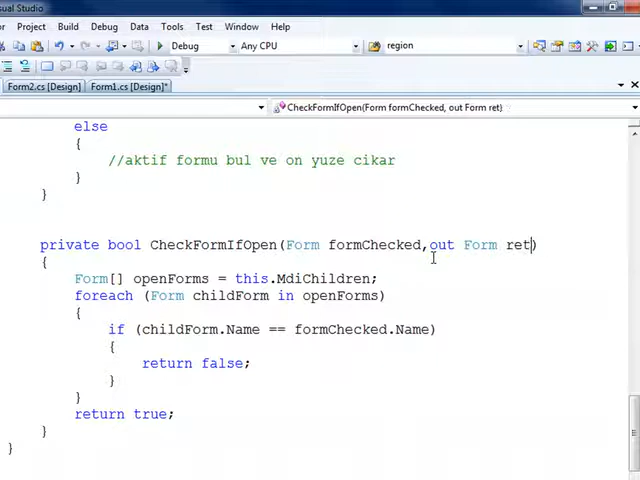 sual Studio
or Project Build Debug Data Tools Test Window Help
Debug Any CPU region
Form2.cs [Design] Form1.cs [Design]*
CheckFormIfOpen(Form formChecked, out Form ret)
else
{
//aktif formu bul ve on yuze cikar
}
}
private bool CheckFormIfOpen(Form formChecked,out Form ret)
{
Form[] openForms = this.MdiChildren;
foreach (Form childForm in openForms)
{
if (childForm.Name == formChecked.Name)
{
return false;
}
}
return true;
}
}